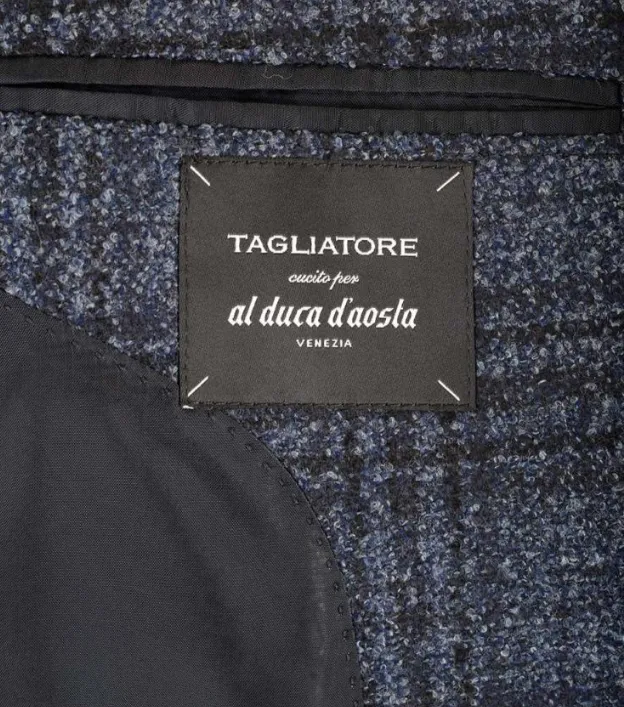 TAGLIATORE
cucito per
al duca d'aosta
VENEZIA